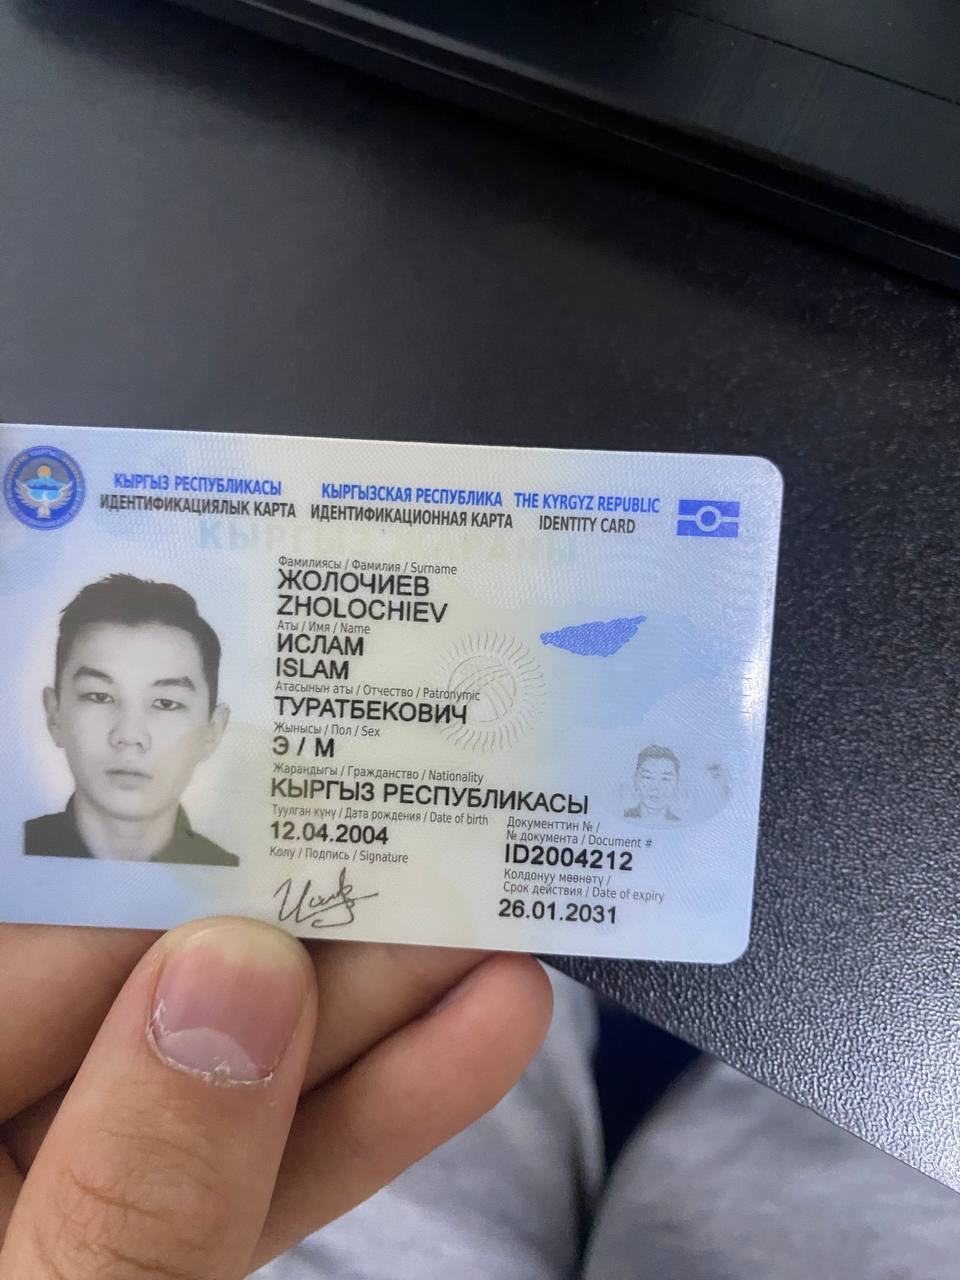 КЫРГЫЗ РЕСПУБЛИКАСЫ КЫРГЫЗСКАЯ РЕСПУБЛИКА THE KYRGYZ REPUBLIC
ИДЕНТИФИКАЦИЯЛЫК КАРТА ИДЕНТИФИКАЦИОННАЯ КАРТА IDENTITY CARD
Фамилиясы / Фамилия / Surname
ЖОЛОЧИЕВ
ZHOLOCHIEV
Аты / Имя / Name
ИСЛАМ
ISLAM
Атасынын аты / Отчество / Patronymic
ТУРАТБЕКОВИЧ
Жынысы / Пол / Sex
Э / М
Жарандыгы / Гражданство / Nationality
КЫРГЫЗ РЕСПУБЛИКАСЫ
Туулган күнү / Дата рождения / Date of birth
12.04.2004
Документтин № /
№ документа / Document #
ID2004212
Колу / Подпись / Signature
Колдонуу мөөнөтү /
Срок действия / Date of expiry
26.01.2031